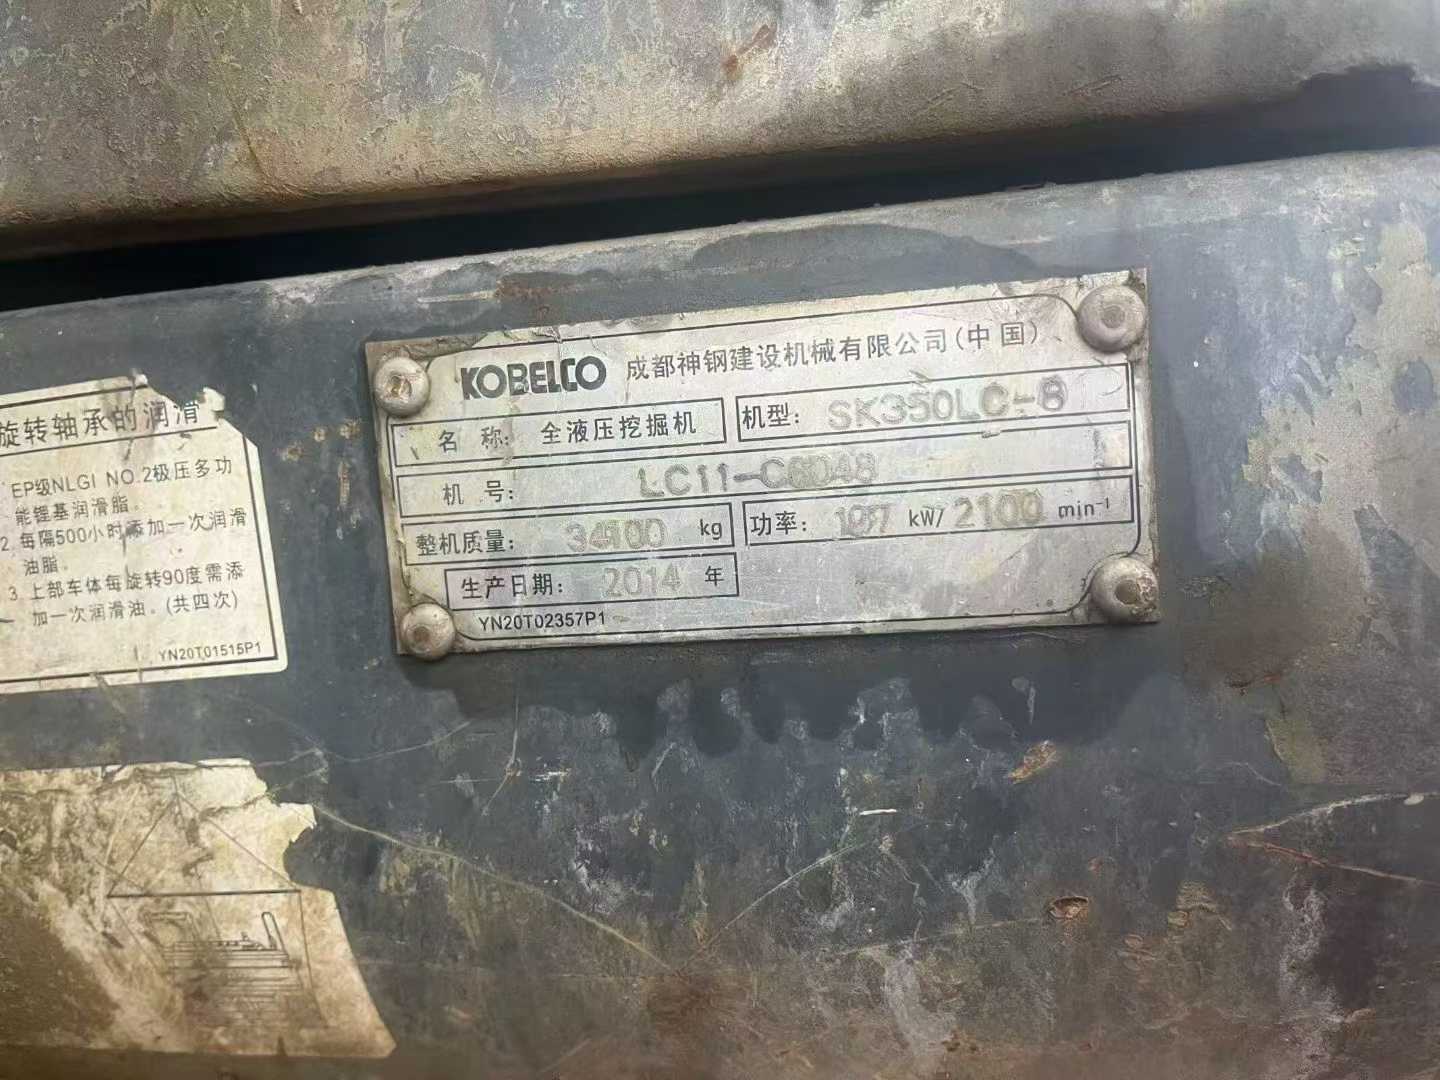 旋转轴承的润滑
EP级NLGI NO.2极压多功
能锂基润滑脂。
2. 每隔500小时添加一次润滑
油脂。
3 上部车体每旋转90度需添
加一次润滑油。(共四次)
YN20T01515P1
KOBELCO 成都神钢建设机械有限公司(中国)
名 称: 全液压挖掘机 机型: SK350LC-8
机 号: LC11-C6D48
整机质量: 34100 kg 功率: kW/ 2100 min-1
生产日期: 2014 年
YN20T02357P1